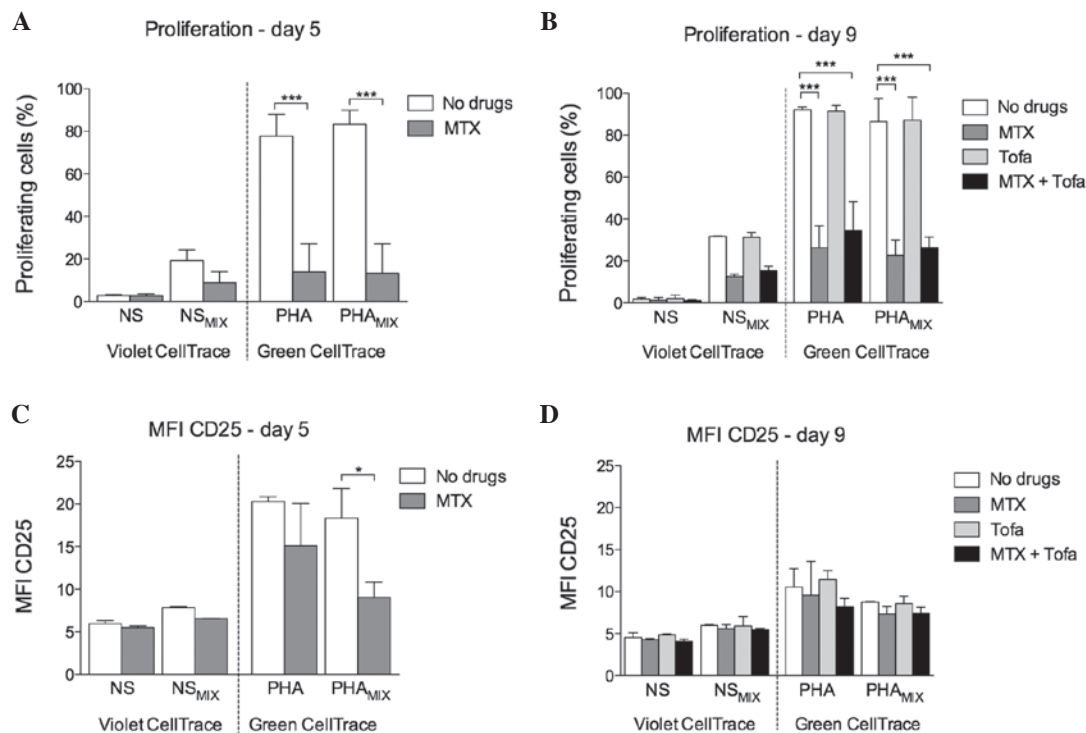 A
Proliferation - day 5
Proliferating cells (%)
100
80
60
40
20
0
***
***
No drugs
MTX
NS
NSMIX
PHA
PHAMIX
Violet CellTrace
Green CellTrace
B
Proliferation - day 9
Proliferating cells (%)
100
80
60
40
20
0
***
***
***
***
No drugs
MTX
Tofa
MTX + Tofa
NS
NSMIX
PHA
PHAMIX
Violet CellTrace
Green CellTrace
C
MFI CD25 - day 5
MFI CD25
25
20
15
10
5
0
*
No drugs
MTX
NS
NSMIX
PHA
PHAMIX
Violet CellTrace
Green CellTrace
D
MFI CD25 - day 9
MFI CD25
25
20
15
10
5
0
No drugs
MTX
Tofa
MTX + Tofa
NS
NSMIX
PHA
PHAMIX
Violet CellTrace
Green CellTrace